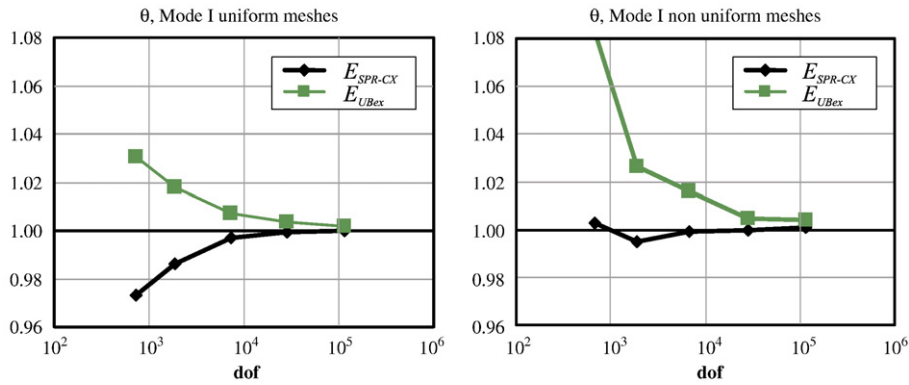 θ, Mode I uniform meshes
1.08
1.06
1.04
1.02
1.00
0.98
0.96
E_SPR-CX
E_UBex
10^2 10^3 10^4 10^5 10^6
dof
θ, Mode I non uniform meshes
1.08
1.06
1.04
1.02
1.00
0.98
0.96
E_SPR-CX
E_UBex
10^2 10^3 10^4 10^5 10^6
dof